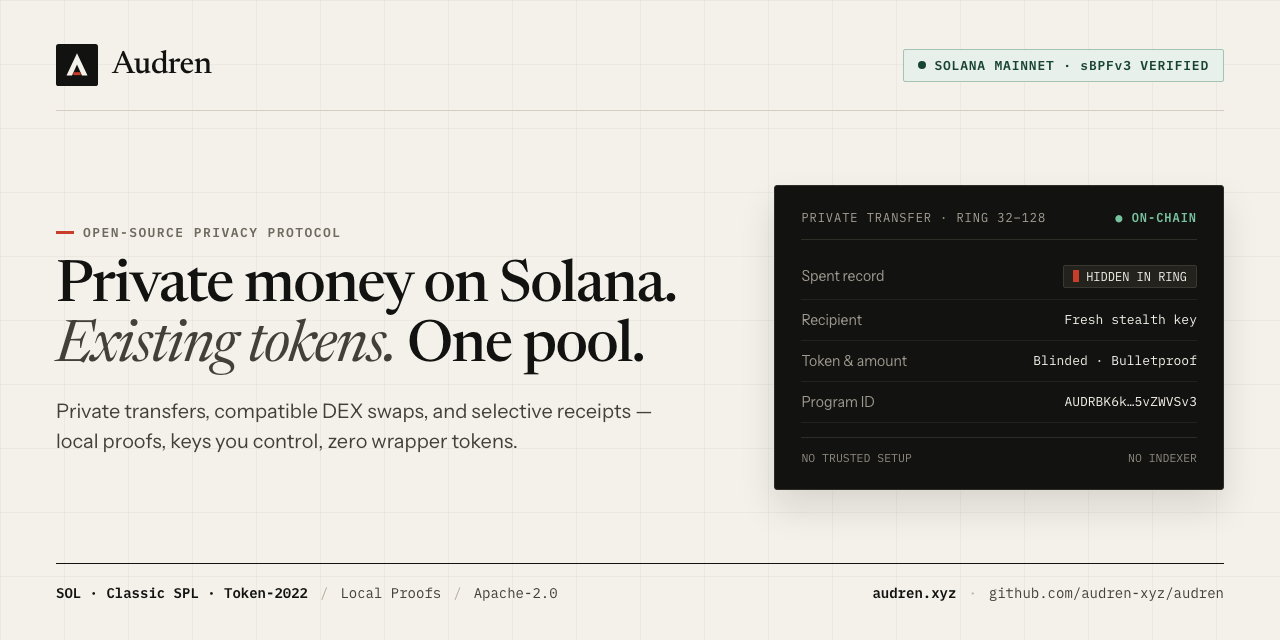 Audren
SOLANA MAINNET · sBPFv3 VERIFIED
OPEN-SOURCE PRIVACY PROTOCOL
Private money on Solana.
Existing tokens. One pool.
Private transfers, compatible DEX swaps, and selective receipts —
local proofs, keys you control, zero wrapper tokens.
PRIVATE TRANSFER · RING 32–128
● ON-CHAIN
Spent record
HIDDEN IN RING
Recipient
Fresh stealth key
Token & amount
Blinded · Bulletproof
Program ID
AUDRBK6k…5vZWVSv3
NO TRUSTED SETUP
NO INDEXER
SOL · Classic SPL · Token-2022 / Local Proofs / Apache-2.0
audren.xyz · github.com/audren-xyz/audren